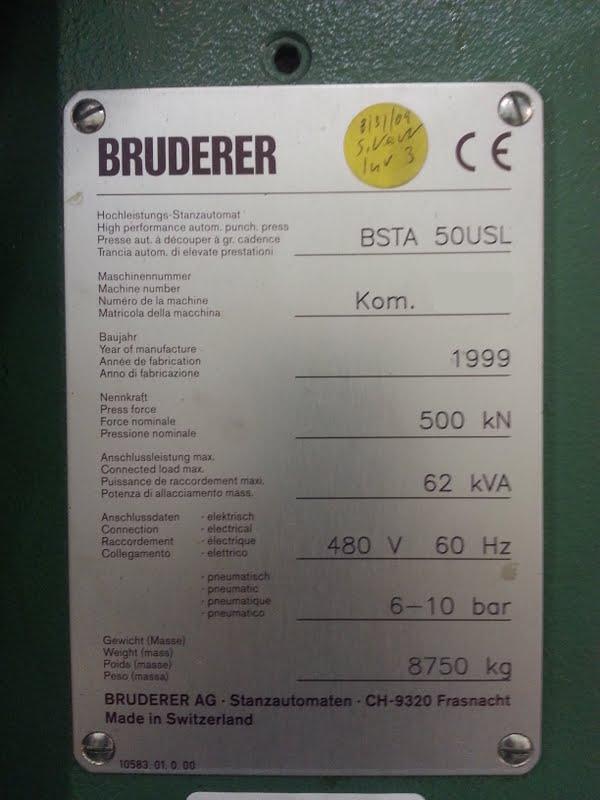 BRUDERER
8/31/09
CE
Hochleistungs-Stanzautomat
High performance autom. punch. press
Presse aut. à découper à gr. cadence
Trancia autom. di elevate prestazioni
BSTA 50USL
Maschinennummer
Machine number
Numéro de la machine
Matricola della macchina
Kom.
Baujahr
Year of manufacture
Année de fabrication
Anno di fabricazione
1999
Nennkraft
Press force
Force nominale
Pressione nominale
500 kN
Anschlussleistung max.
Connected load max.
Puissance de raccordement maxi.
Potenza di allacciamento mass.
62 kVA
Anschlussdaten - elektrisch
Connection - electrical
Raccordement - électrique
Collegamento - elettrico
480 V 60 Hz
- pneumatisch
- pneumatic
- pneumatique
- pneumatico
6-10 bar
Gewicht (Masse)
Weight (mass)
Poids (masse)
Peso (massa)
8750 kg
BRUDERER AG · Stanzautomaten · CH-9320 Frasnacht
Made in Switzerland
10583. 01. 0. 00